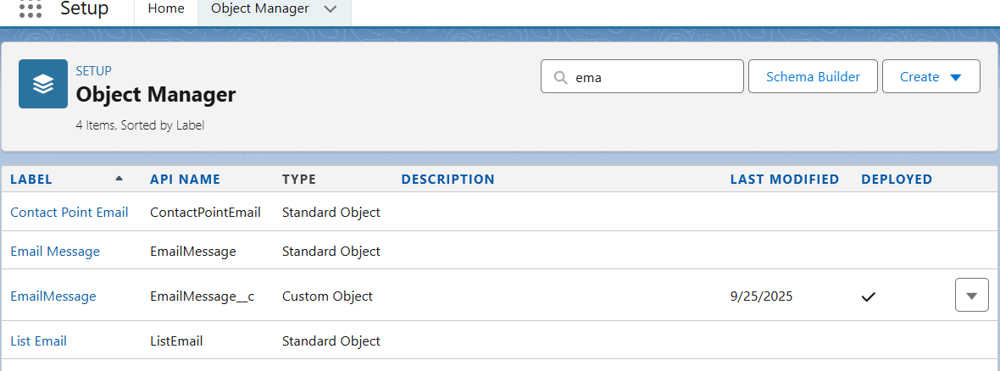 Setup Home Object Manager
SETUP
Object Manager
4 Items, Sorted by Label
ema Schema Builder Create
LABEL API NAME TYPE DESCRIPTION LAST MODIFIED DEPLOYED
Contact Point Email ContactPointEmail Standard Object
Email Message EmailMessage Standard Object
EmailMessage EmailMessage__c Custom Object 9/25/2025
List Email ListEmail Standard Object